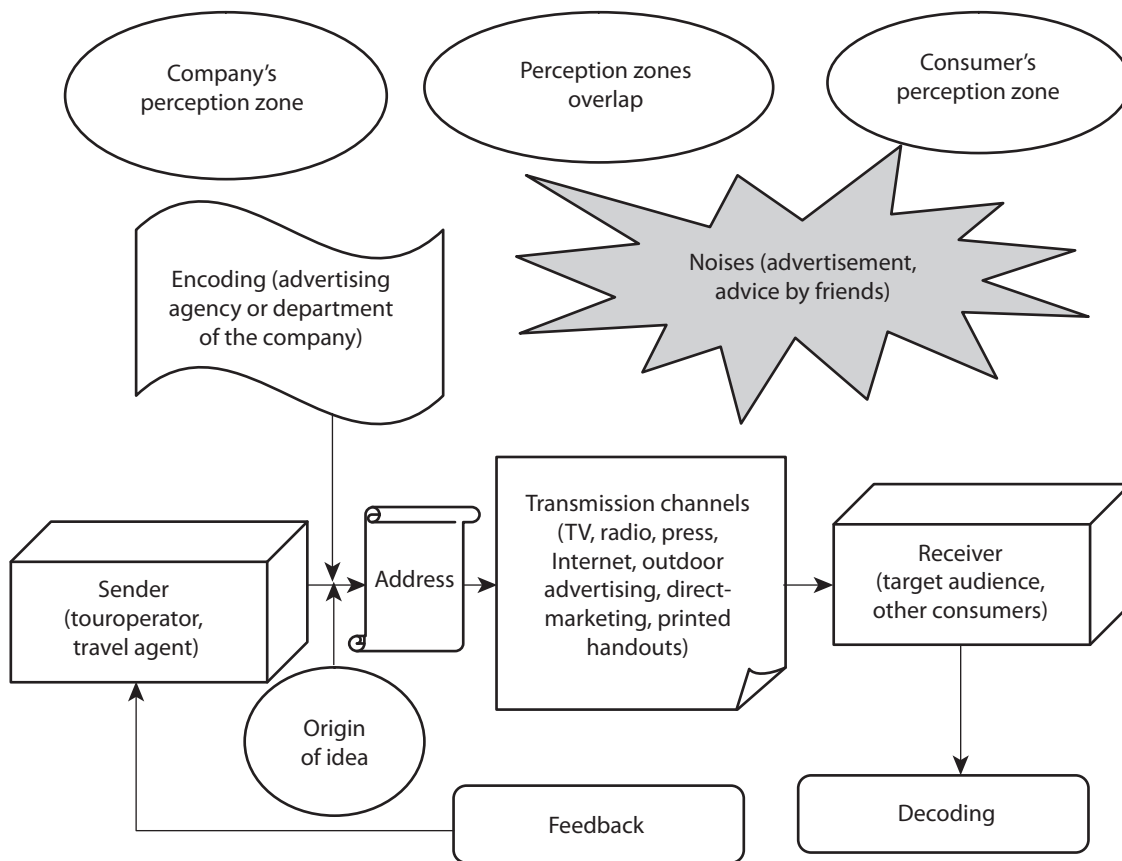 Company's
perception zone
Perception zones
overlap
Consumer's
perception zone
Encoding (advertising
agency or department
of the company)
Noises (advertisement,
advice by friends)
Sender
(touroperator,
travel agent)
Address
Transmission channels
(TV, radio, press,
Internet, outdoor
advertising, direct-
marketing, printed
handouts)
Receiver
(target audience,
other consumers)
Origin
of idea
Feedback
Decoding